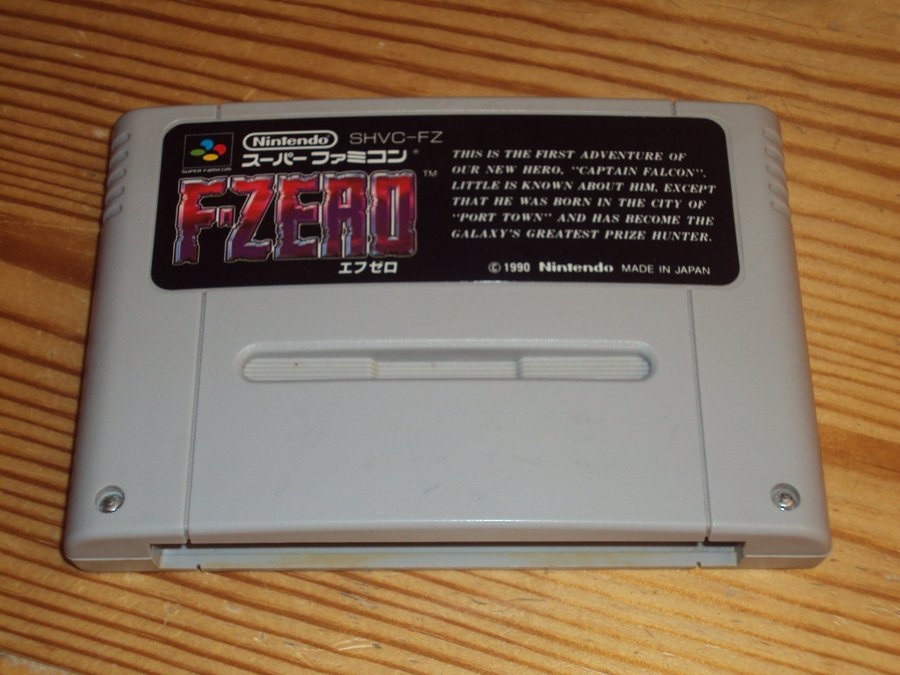 Nintendo SHVC-FZ
スーパーファミコン
SUPER FAMICOM
F-ZERO™
エフゼロ
THIS IS THE FIRST ADVENTURE OF
OUR NEW HERO, "CAPTAIN FALCON".
LITTLE IS KNOWN ABOUT HIM, EXCEPT
THAT HE WAS BORN IN THE CITY OF
"PORT TOWN" AND HAS BECOME THE
GALAXY'S GREATEST PRIZE HUNTER.
© 1990 Nintendo MADE IN JAPAN